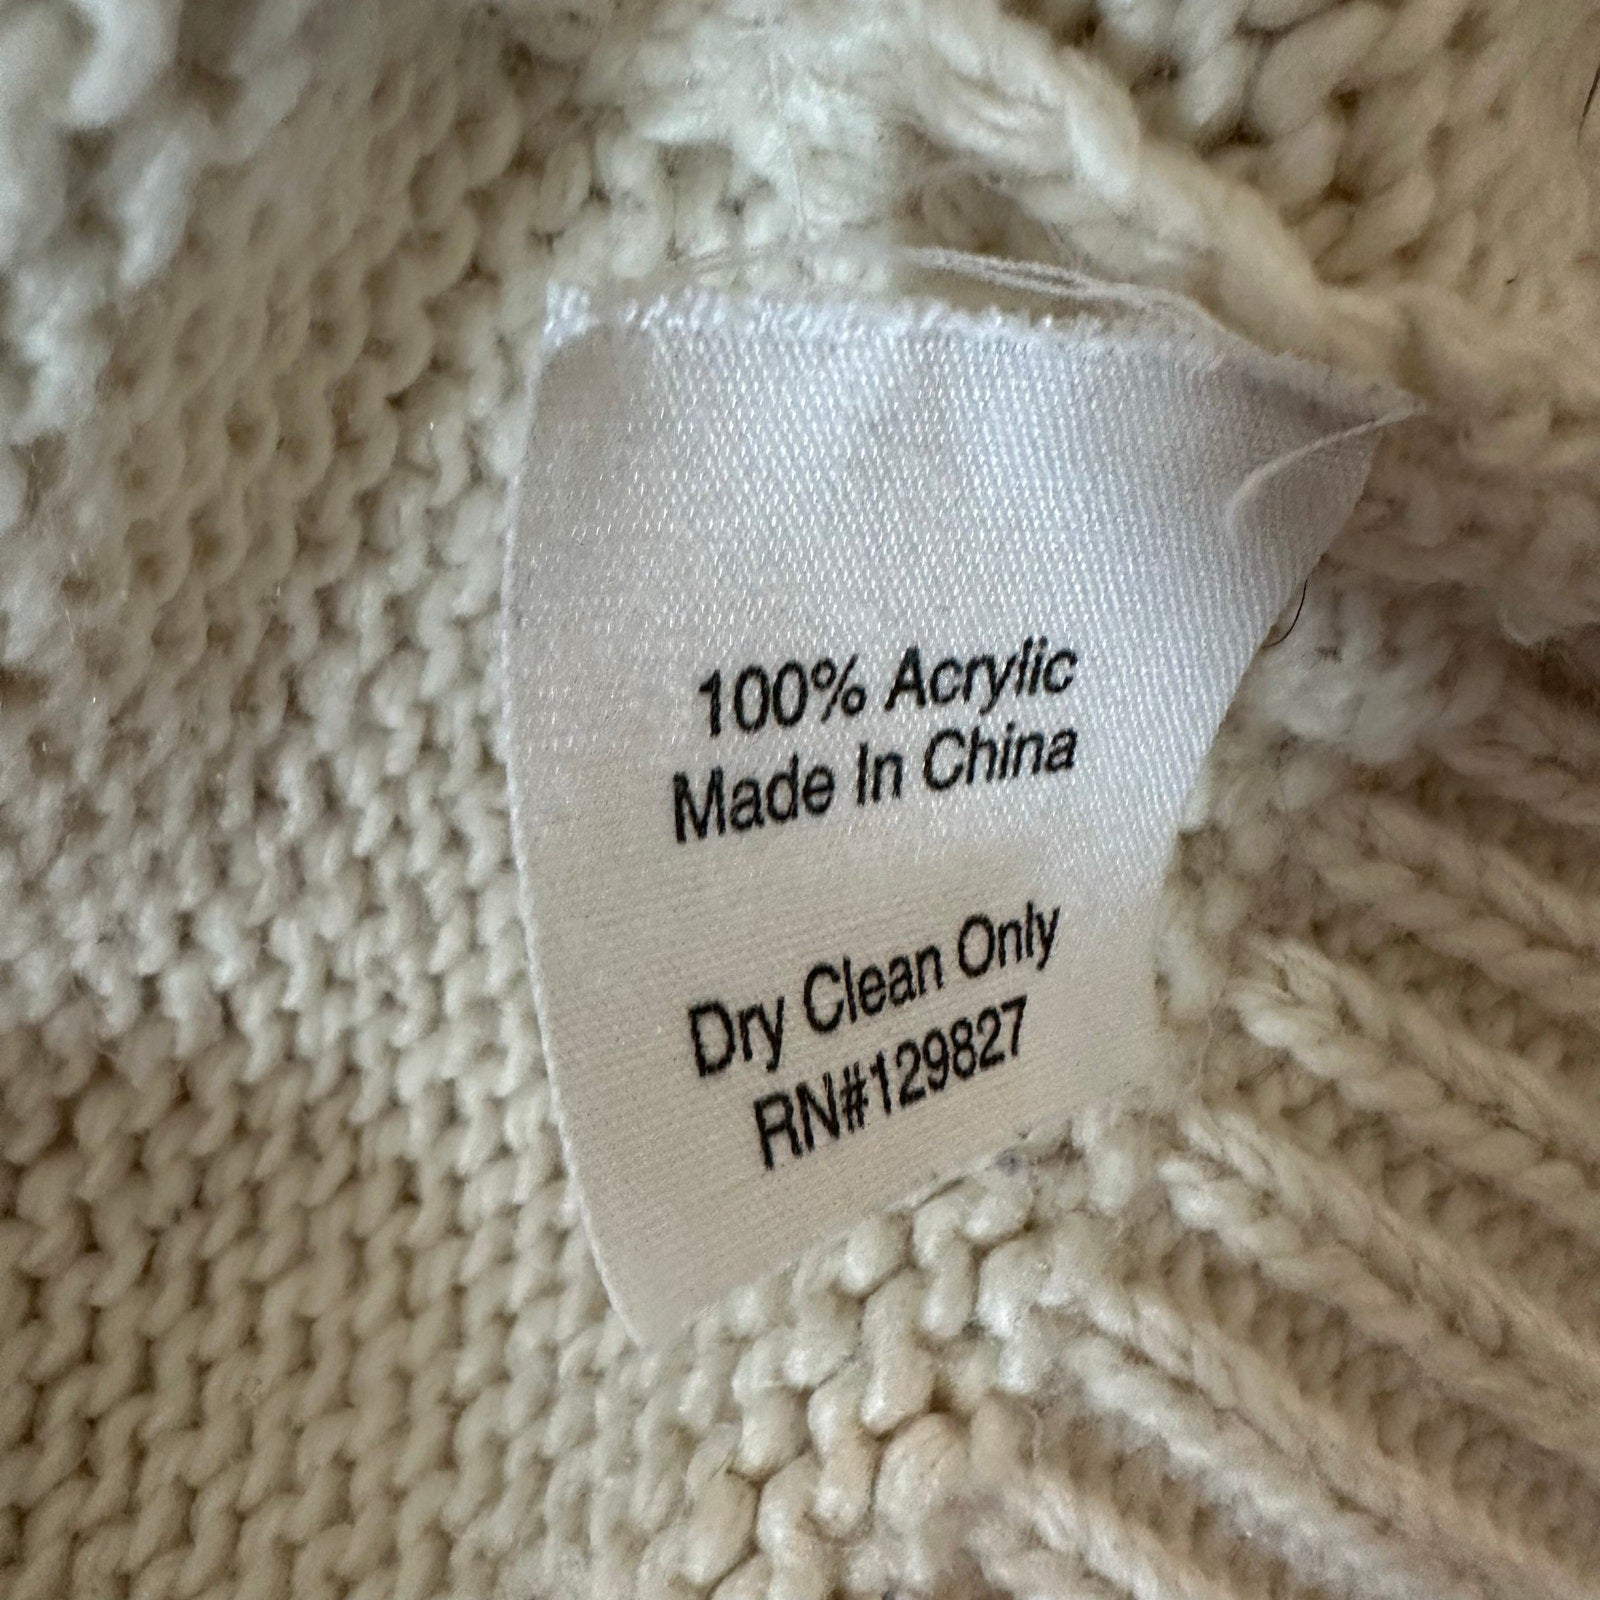 100% Acrylic
Made In China
Dry Clean Only
RN#129827